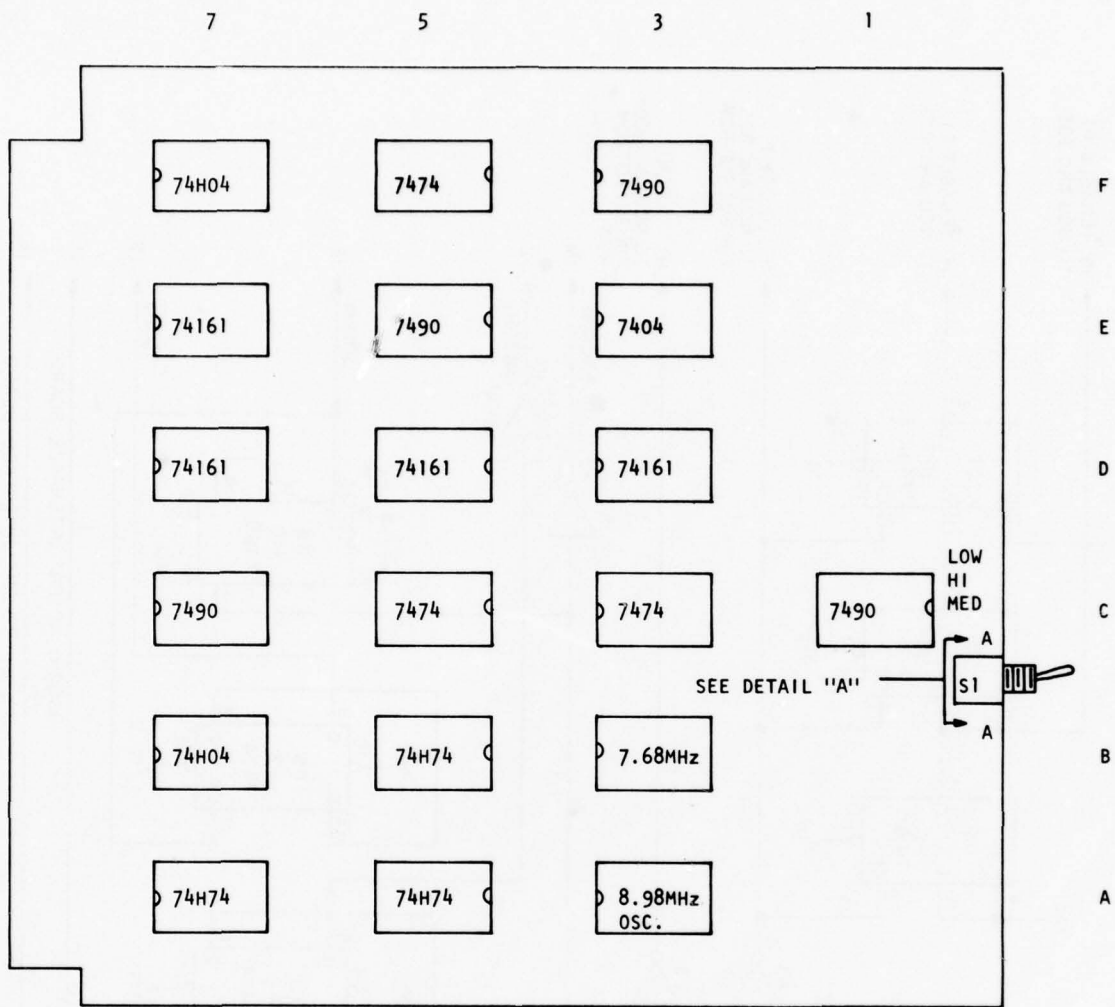 7 5 3 1
74H04 7474 7490 F
74161 7490 7404 E
74161 74161 74161 D
LOW
HI
MED
7490 7474 7474 7490 C
A
SEE DETAIL "A" S1
A
74H04 74H74 7.68MHz B
74H74 74H74 8.98MHz A
OSC.